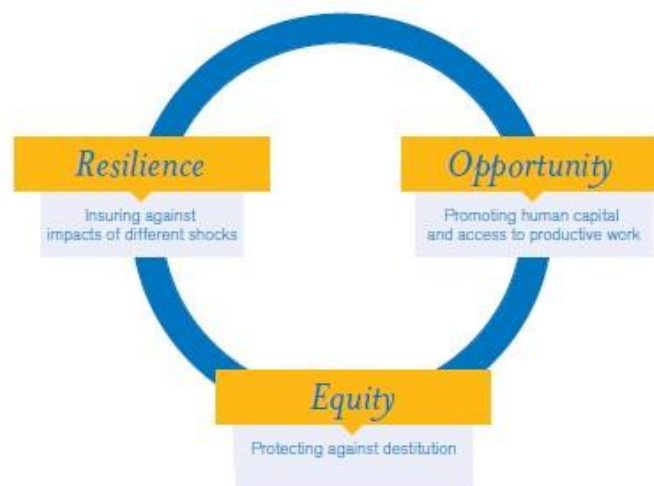 Resilience
Insuring against
impacts of different shocks
Opportunity
Promoting human capital
and access to productive work
Equity
Protecting against destitution